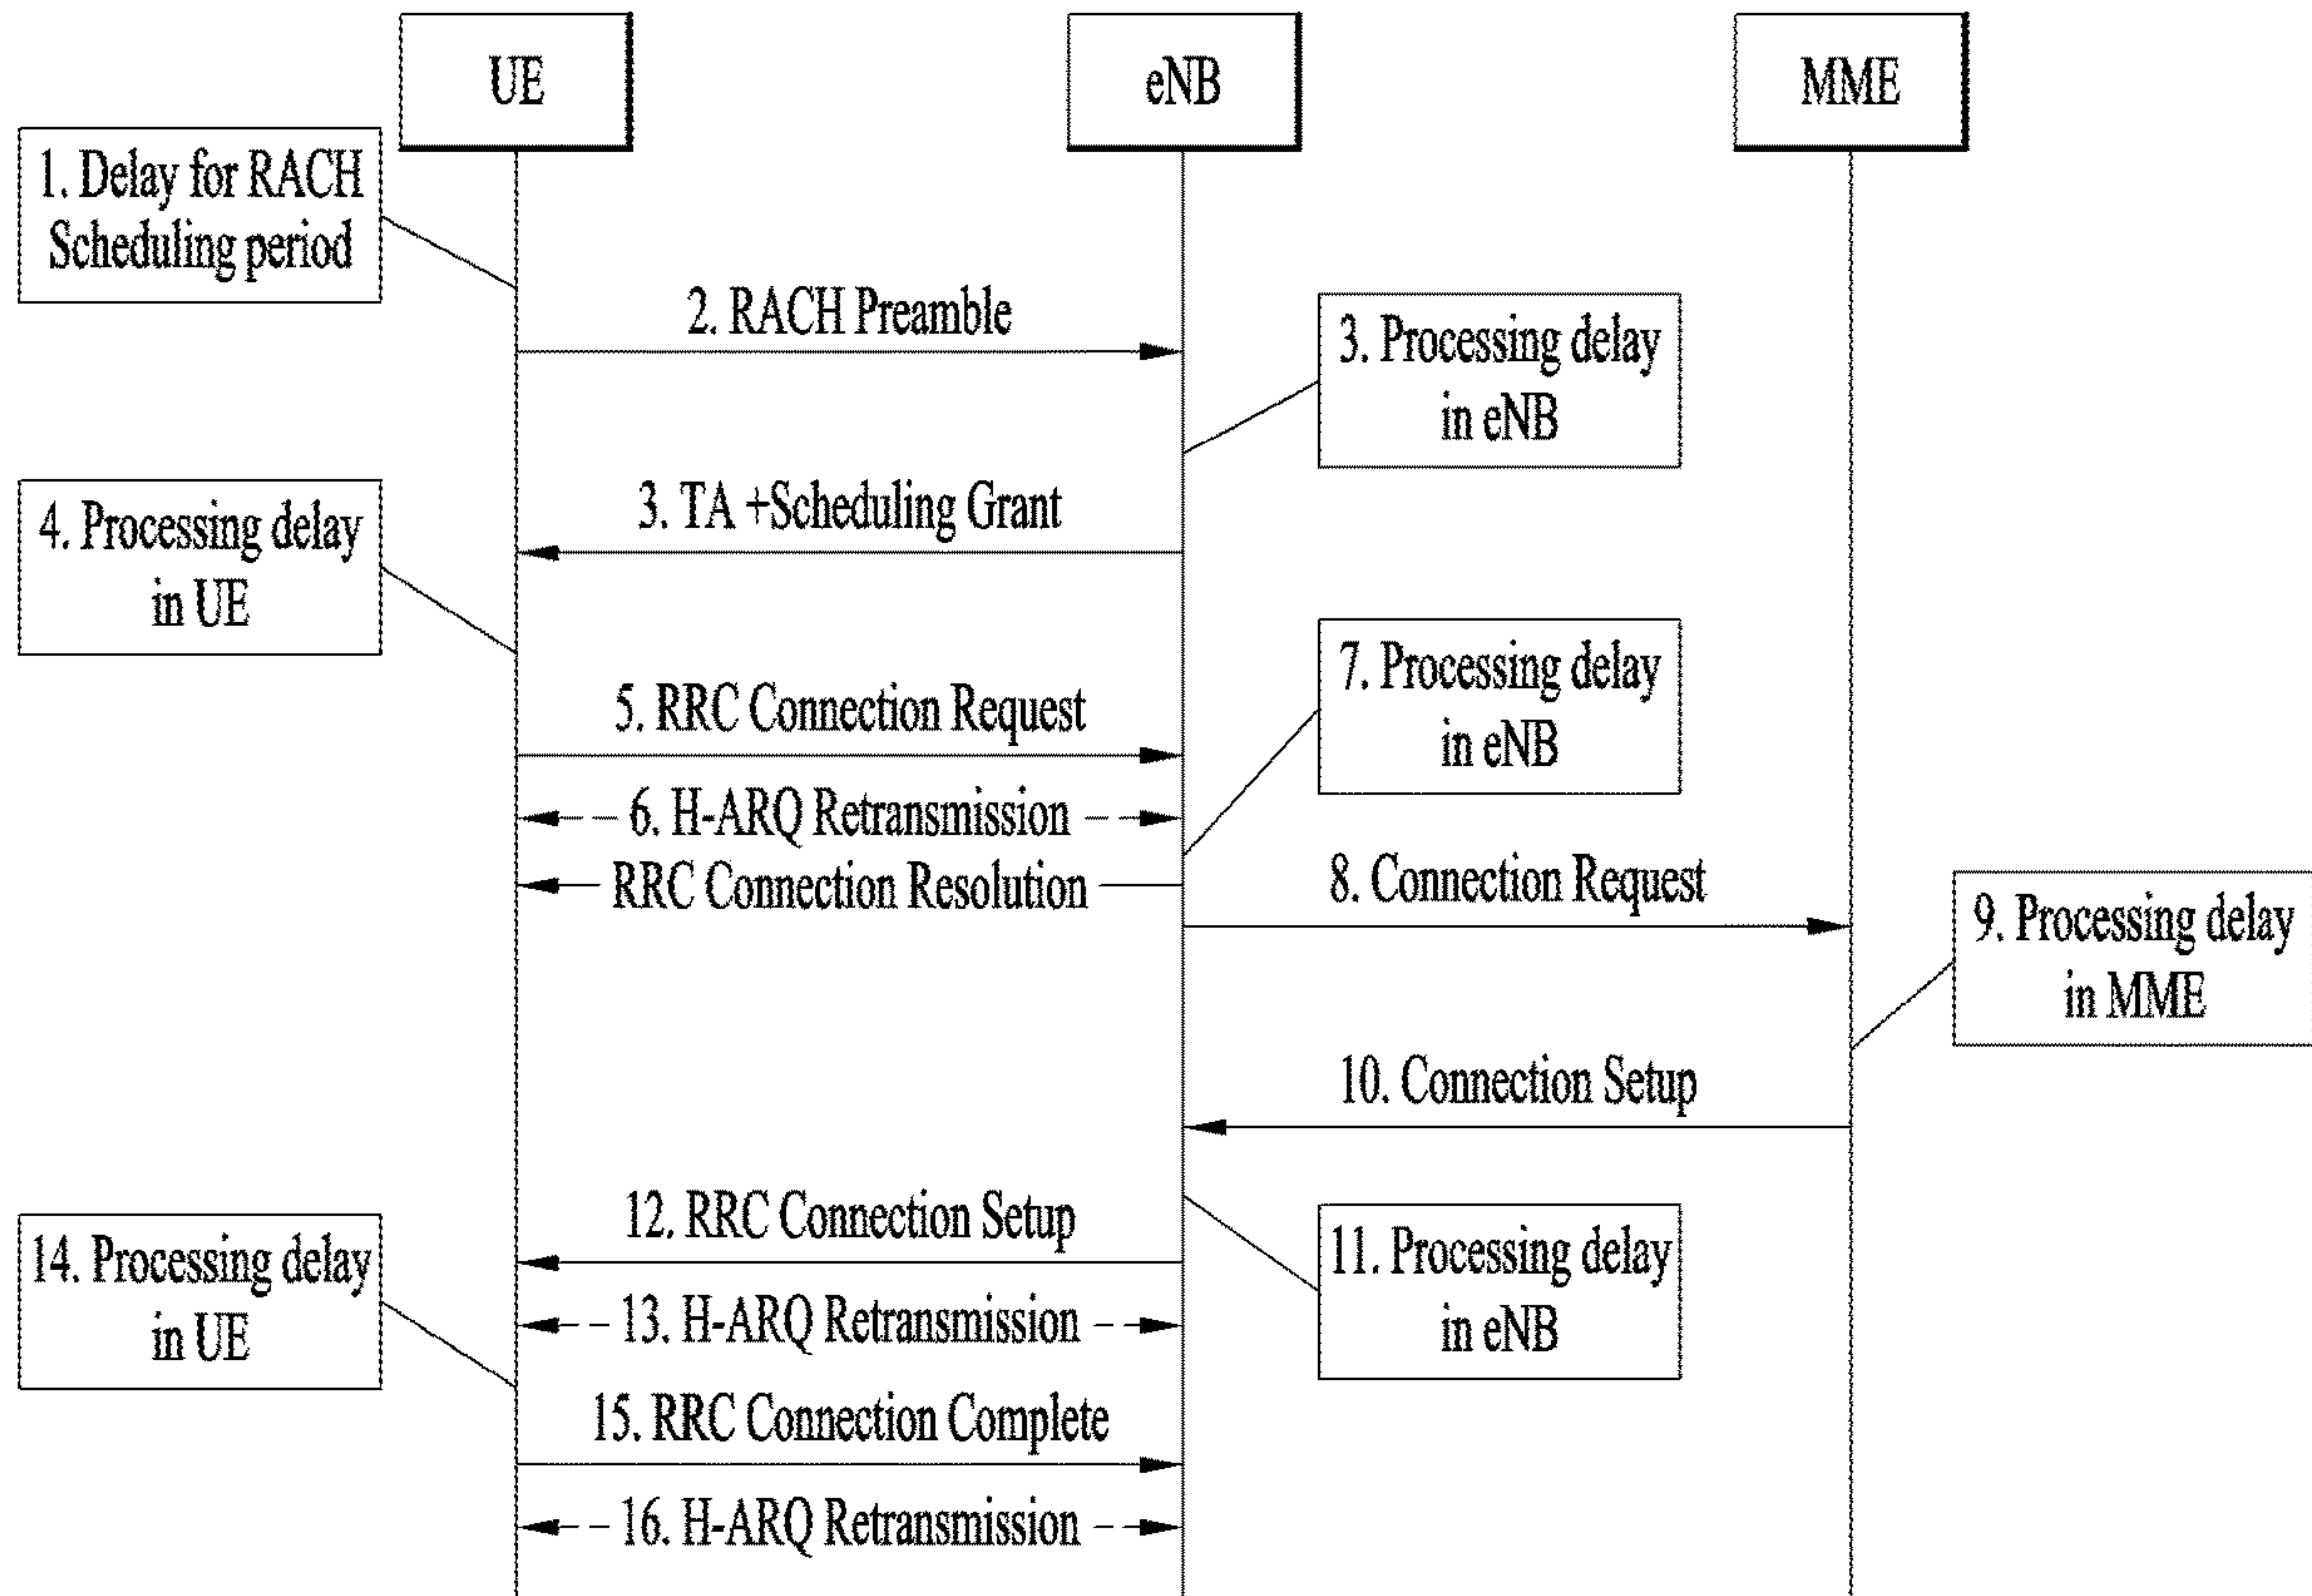 UE
eNB
MME
1. Delay for RACH
Scheduling period
2. RACH Preamble
3. Processing delay
in eNB
3. TA +Scheduling Grant
4. Processing delay
in UE
5. RRC Connection Request
7. Processing delay
in eNB
6. H-ARQ Retransmission
RRC Connection Resolution
8. Connection Request
9. Processing delay
in MME
10. Connection Setup
12. RRC Connection Setup
11. Processing delay
in eNB
13. H-ARQ Retransmission
14. Processing delay
in UE
15. RRC Connection Complete
16. H-ARQ Retransmission